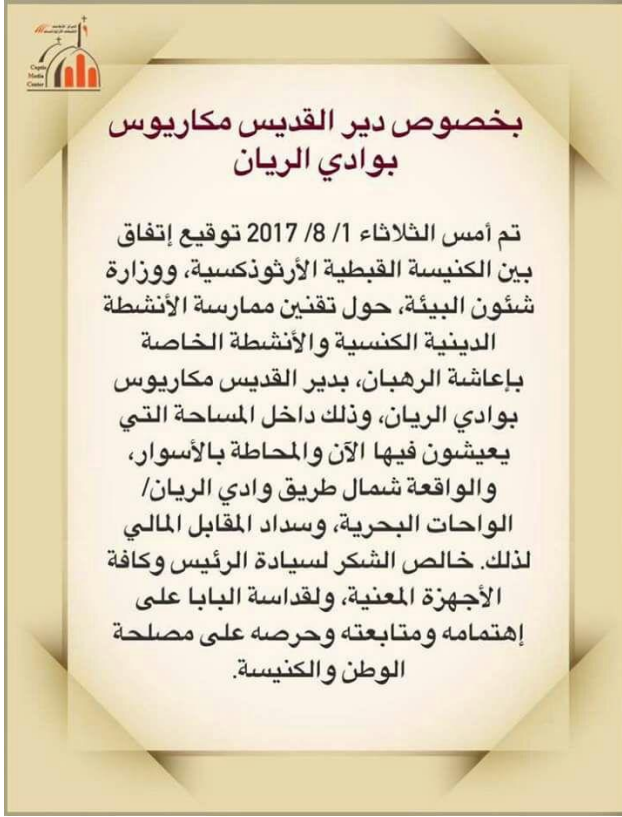 Coptic
Media
Center
بخصوص دير القديس مكاريوس
بوادي الريان
تم أمس الثلاثاء 1/ 8/ 2017 توقيع إتفاق
بين الكنيسة القبطية الأرثوذكسية، ووزارة
شئون البيئة، حول تقنين ممارسة الأنشطة
الدينية الكنسية والأنشطة الخاصة
بإعاشة الرهبان، بدير القديس مكاريوس
بوادي الريان، وذلك داخل المساحة التي
يعيشون فيها الآن والمحاطة بالأسوار،
والواقعة شمال طريق وادي الريان/
الواحات البحرية، وسداد المقابل المالي
لذلك. خالص الشكر لسيادة الرئيس وكافة
الأجهزة المعنية، ولقداسة البابا على
إهتمامه ومتابعته وحرصه على مصلحة
الوطن والكنيسة.